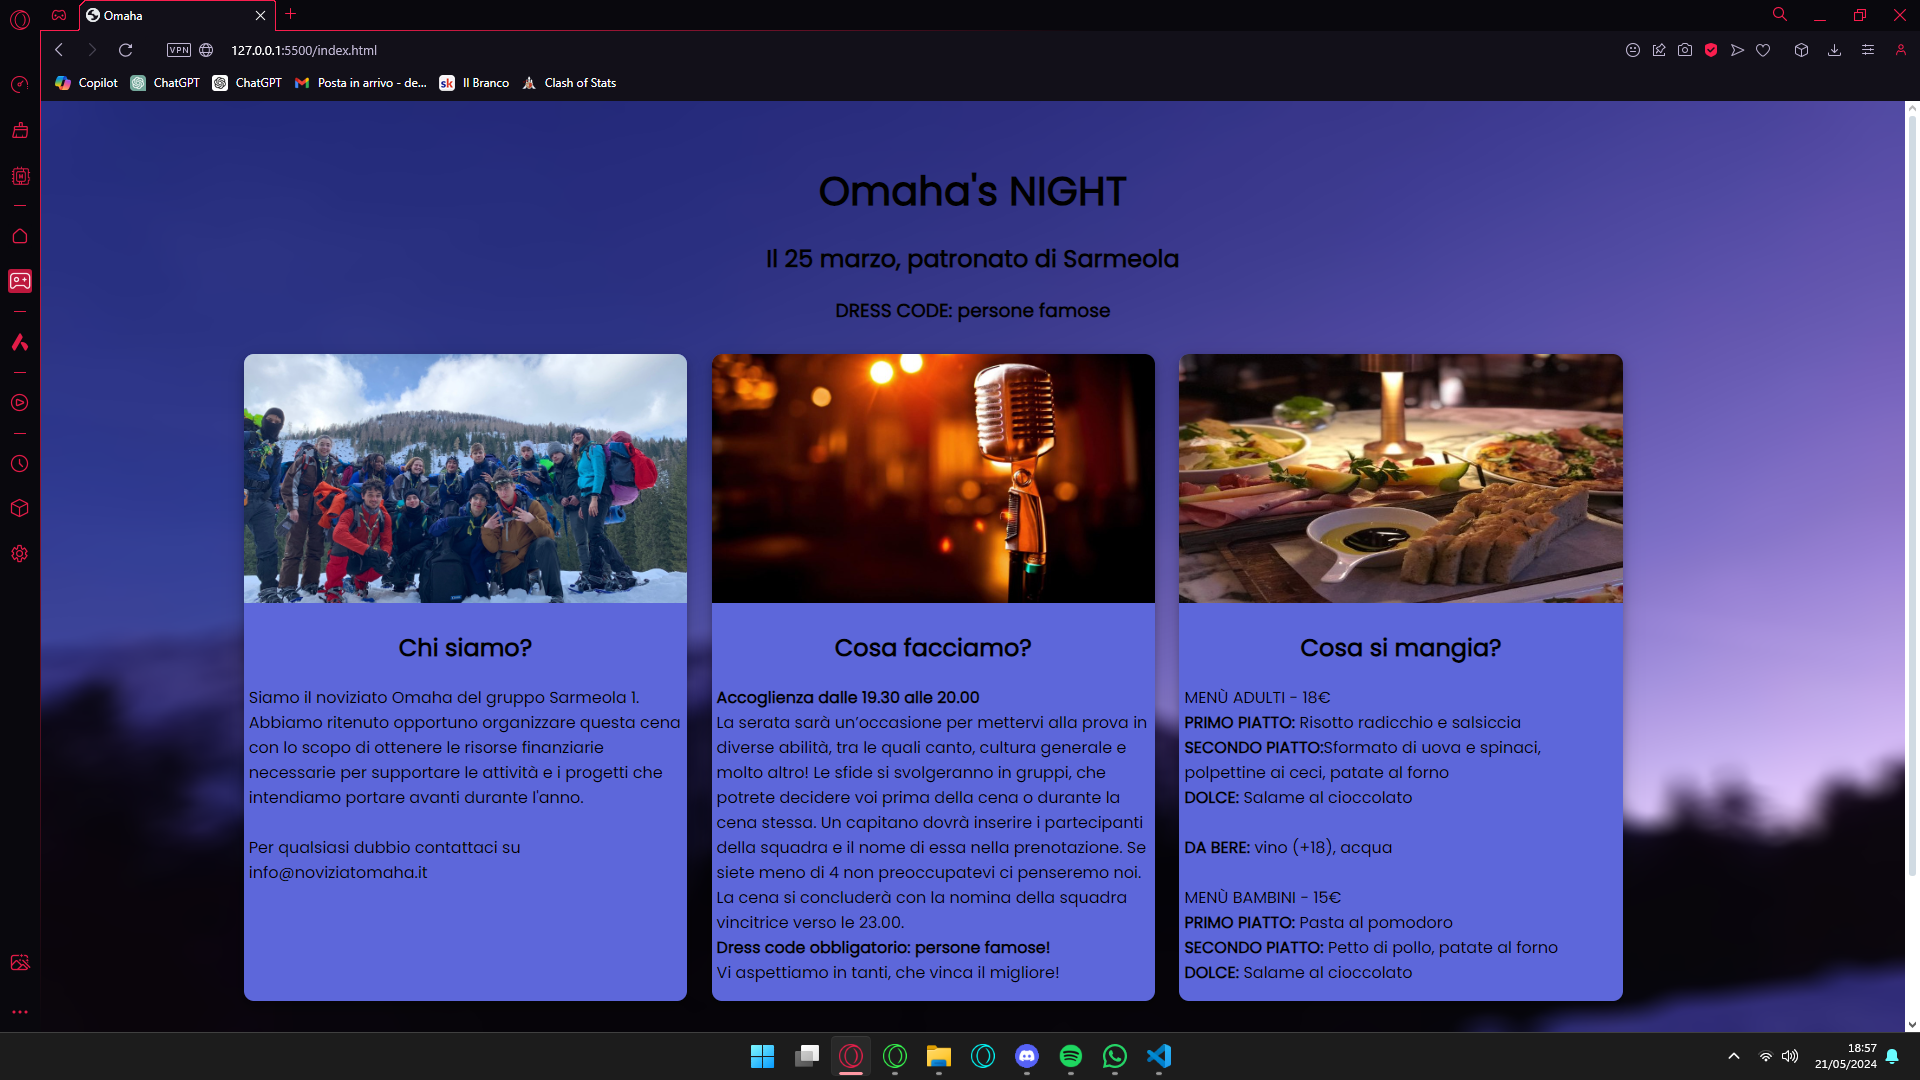 Omaha
VPN
127.0.0.1:5500/index.html
Copilot
ChatGPT
ChatGPT
Posta in arrivo - de...
sk
Il Branco
Clash of Stats
Omaha's NIGHT
Il 25 marzo, patronato di Sarmeola
DRESS CODE: persone famose
Chi siamo?
Siamo il noviziato Omaha del gruppo Sarmeola 1.
Abbiamo ritenuto opportuno organizzare questa cena
con lo scopo di ottenere le risorse finanziarie
necessarie per supportare le attività e i progetti che
intendiamo portare avanti durante l'anno.
Per qualsiasi dubbio contattaci su
info@noviziatomaha.it
Cosa facciamo?
Accoglienza dalle 19.30 alle 20.00
La serata sarà un’occasione per mettervi alla prova in
diverse abilità, tra le quali canto, cultura generale e
molto altro! Le sfide si svolgeranno in gruppi, che
potrete decidere voi prima della cena o durante la
cena stessa. Un capitano dovrà inserire i partecipanti
della squadra e il nome di essa nella prenotazione. Se
siete meno di 4 non preoccupatevi ci penseremo noi.
La cena si concluderà con la nomina della squadra
vincitrice verso le 23.00.
Dress code obbligatorio: persone famose!
Vi aspettiamo in tanti, che vinca il migliore!
Cosa si mangia?
MENÙ ADULTI - 18€
PRIMO PIATTO: Risotto radicchio e salsiccia
SECONDO PIATTO:Sformato di uova e spinaci,
polpettine ai ceci, patate al forno
DOLCE: Salame al cioccolato
DA BERE: vino (+18), acqua
MENÙ BAMBINI - 15€
PRIMO PIATTO: Pasta al pomodoro
SECONDO PIATTO: Petto di pollo, patate al forno
DOLCE: Salame al cioccolato
18:57
21/05/2024